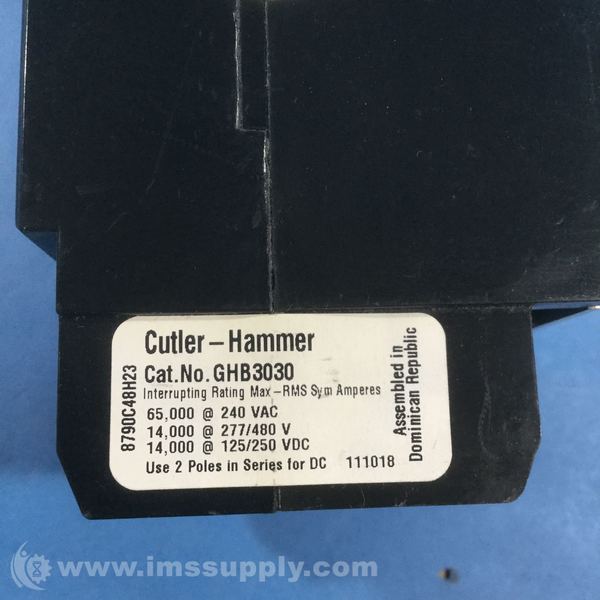 Cutler-Hammer
Cat.No.GHB3030
Interrupting Rating Max-RMS Sym Amperes
65,000 @ 240 VAC
14,000 @ 277/480 V
14,000 @ 125/250 VDC
Use 2 Poles in Series for DC 111018
8790C48H23
Assembled in
Dominican Republic
www.imssupply.com